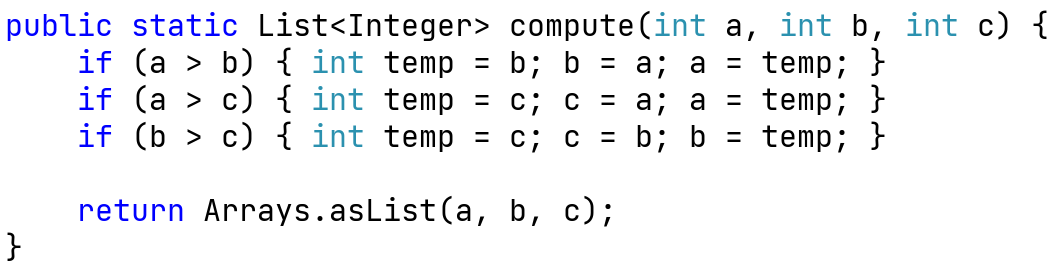 public static List<Integer> compute(int a, int b, int c) {
    if (a > b) { int temp = b; b = a; a = temp; }
    if (a > c) { int temp = c; c = a; a = temp; }
    if (b > c) { int temp = c; c = b; b = temp; }

    return Arrays.asList(a, b, c);
}